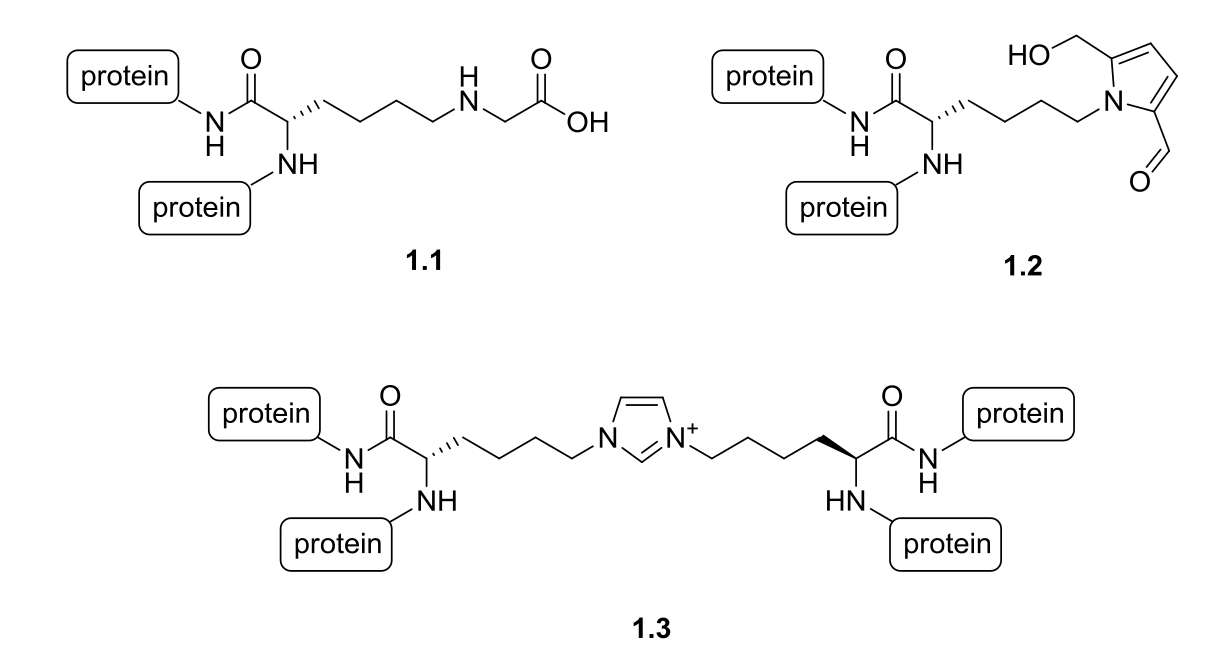 protein
O
N
H
NH
protein
H
N
O
OH
1.1
protein
O
N
H
NH
protein
HO
N
O
1.2
protein
O
N
H
NH
protein
N
N+
O
N
H
HN
protein
protein
1.3